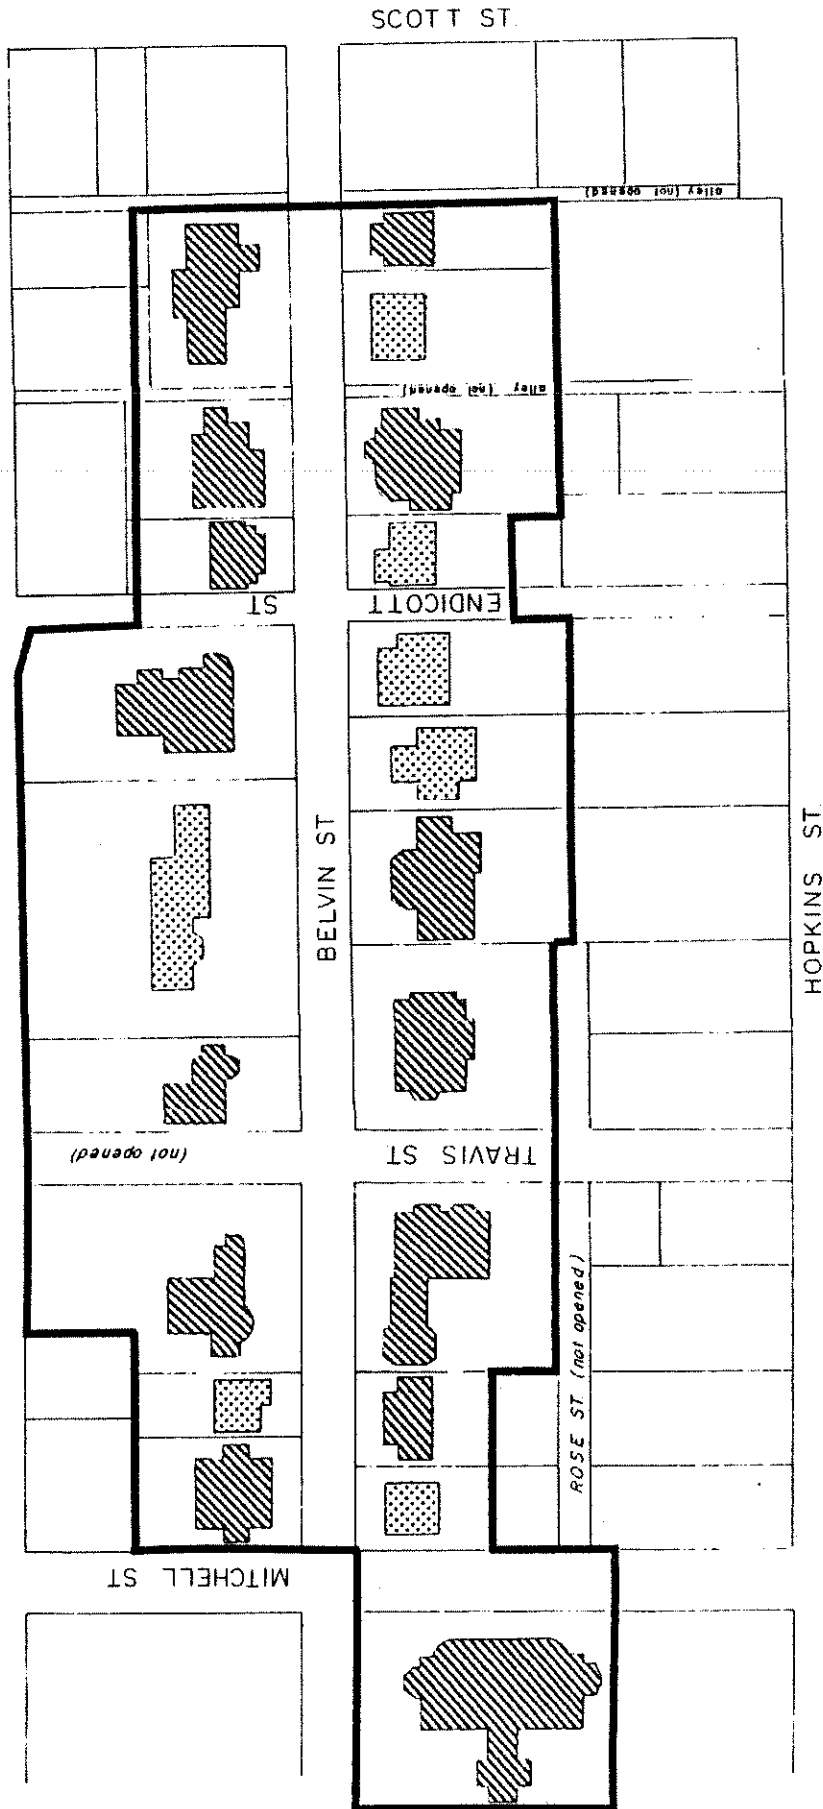 SCOTT ST.
alley (not opened)
alley (not opened)
ST
ENDICOTT
BELVIN ST
HOPKINS ST.
(not opened)
TRAVIS ST
ROSE ST. (not opened)
MITCHELL ST